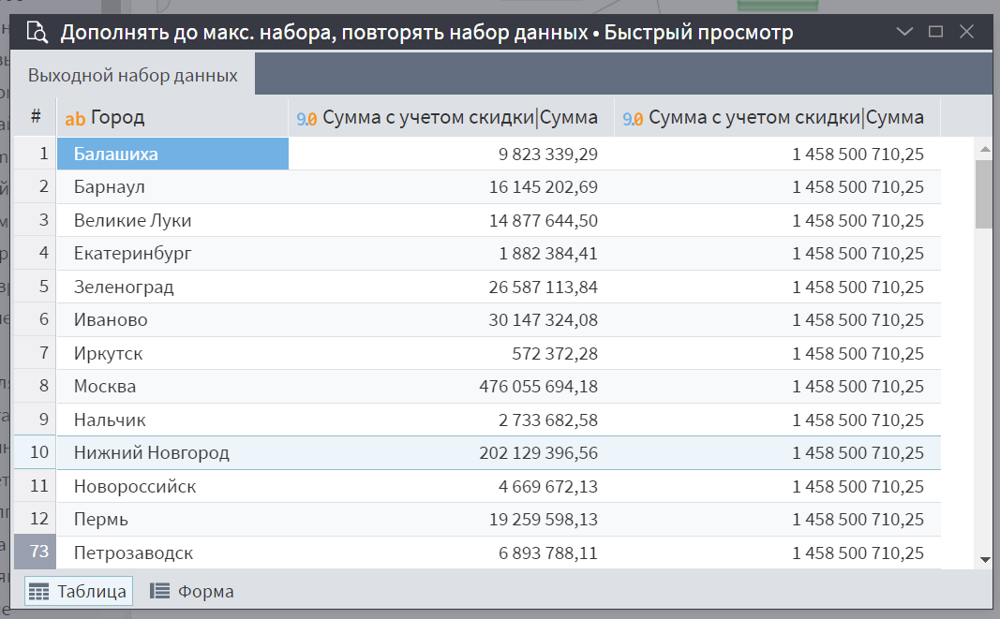 Дополнять до макс. набора, повторять набор данных • Быстрый просмотр
Выходной набор данных
# ab Город 9.0 Сумма с учетом скидки|Сумма 9.0 Сумма с учетом скидки|Сумма
1 Балашиха 9 823 339,29 1 458 500 710,25
2 Барнаул 16 145 202,69 1 458 500 710,25
3 Великие Луки 14 877 644,50 1 458 500 710,25
4 Екатеринбург 1 882 384,41 1 458 500 710,25
5 Зеленоград 26 587 113,84 1 458 500 710,25
6 Иваново 30 147 324,08 1 458 500 710,25
7 Иркутск 572 372,28 1 458 500 710,25
8 Москва 476 055 694,18 1 458 500 710,25
9 Нальчик 2 733 682,58 1 458 500 710,25
10 Нижний Новгород 202 129 396,56 1 458 500 710,25
11 Новороссийск 4 669 672,13 1 458 500 710,25
12 Пермь 19 259 598,13 1 458 500 710,25
73 Петрозаводск 6 893 788,11 1 458 500 710,25
Таблица Форма